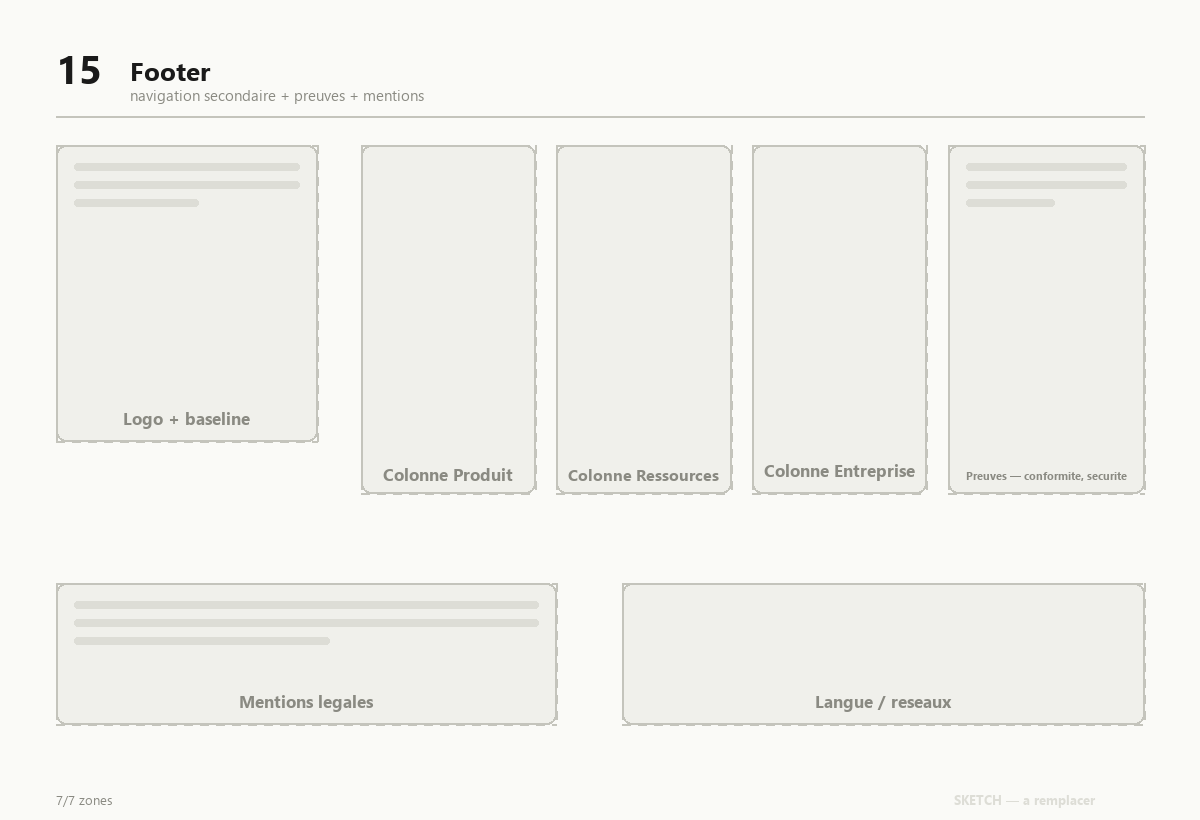 15 Footer
navigation secondaire + preuves + mentions
Logo + baseline
Colonne Produit
Colonne Ressources
Colonne Entreprise
Preuves — conformite, securite
Mentions legales
Langue / reseaux
7/7 zones
SKETCH — a remplacer